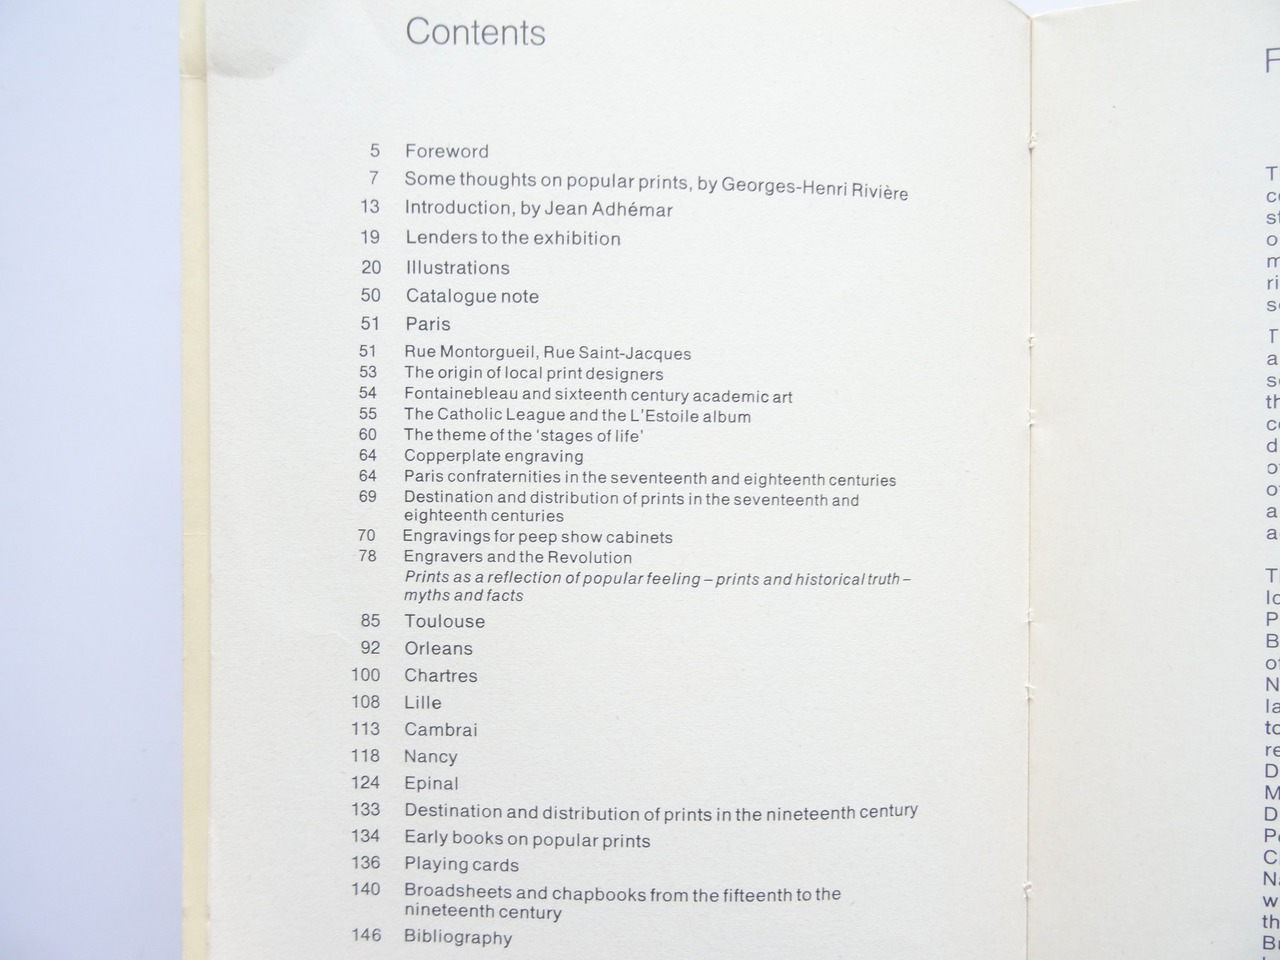 Contents
5 Foreword
7 Some thoughts on popular prints, by Georges-Henri Rivière
13 Introduction, by Jean Adhémar
19 Lenders to the exhibition
20 Illustrations
50 Catalogue note
51 Paris
51 Rue Montorgueil, Rue Saint-Jacques
53 The origin of local print designers
54 Fontainebleau and sixteenth century academic art
55 The Catholic League and the L'Estoile album
60 The theme of the 'stages of life'
64 Copperplate engraving
64 Paris confraternities in the seventeenth and eighteenth centuries
69 Destination and distribution of prints in the seventeenth and
eighteenth centuries
70 Engravings for peep show cabinets
78 Engravers and the Revolution
Prints as a reflection of popular feeling – prints and historical truth –
myths and facts
85 Toulouse
92 Orleans
100 Chartres
108 Lille
113 Cambrai
118 Nancy
124 Epinal
133 Destination and distribution of prints in the nineteenth century
134 Early books on popular prints
136 Playing cards
140 Broadsheets and chapbooks from the fifteenth to the
nineteenth century
146 Bibliography